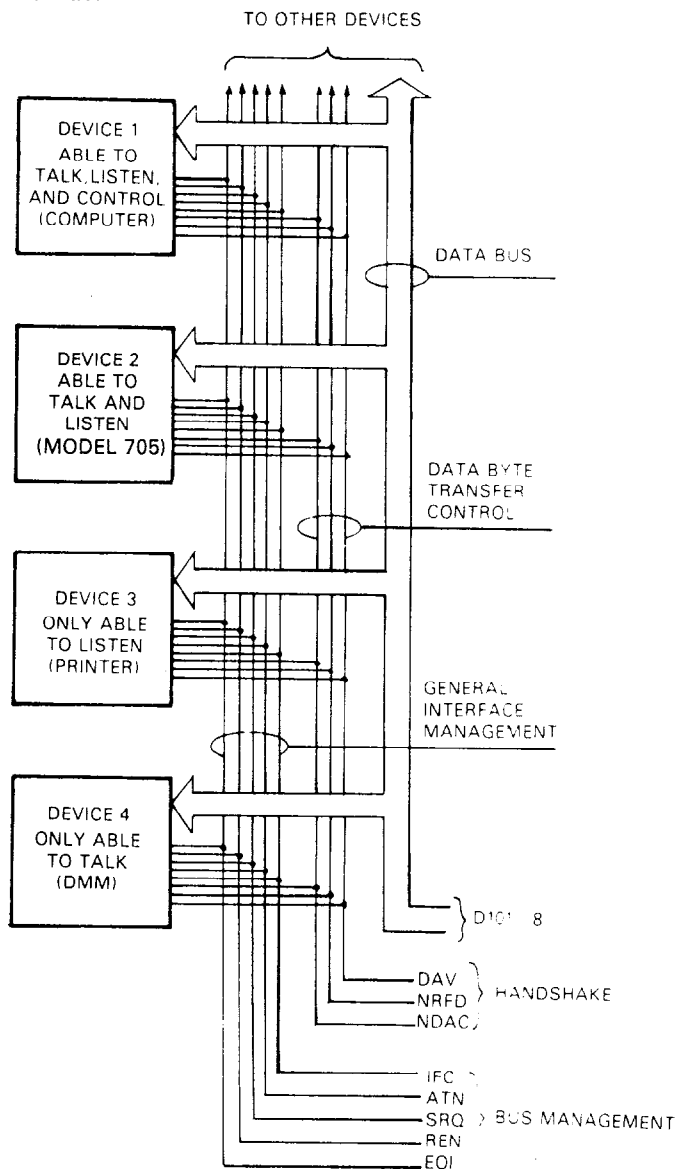 TO OTHER DEVICES
DEVICE 1
ABLE TO
TALK, LISTEN,
AND CONTROL
(COMPUTER)
DATA BUS
DEVICE 2
ABLE TO
TALK AND
LISTEN
(MODEL 705)
DATA BYTE
TRANSFER
CONTROL
DEVICE 3
ONLY ABLE
TO LISTEN
(PRINTER)
GENERAL
INTERFACE
MANAGEMENT
DEVICE 4
ONLY ABLE
TO TALK
(DMM)
D101 8
DAV
NRFD
NDAC
HANDSHAKE
IFC
ATN
SRQ
REN
EOI
BUS MANAGEMENT